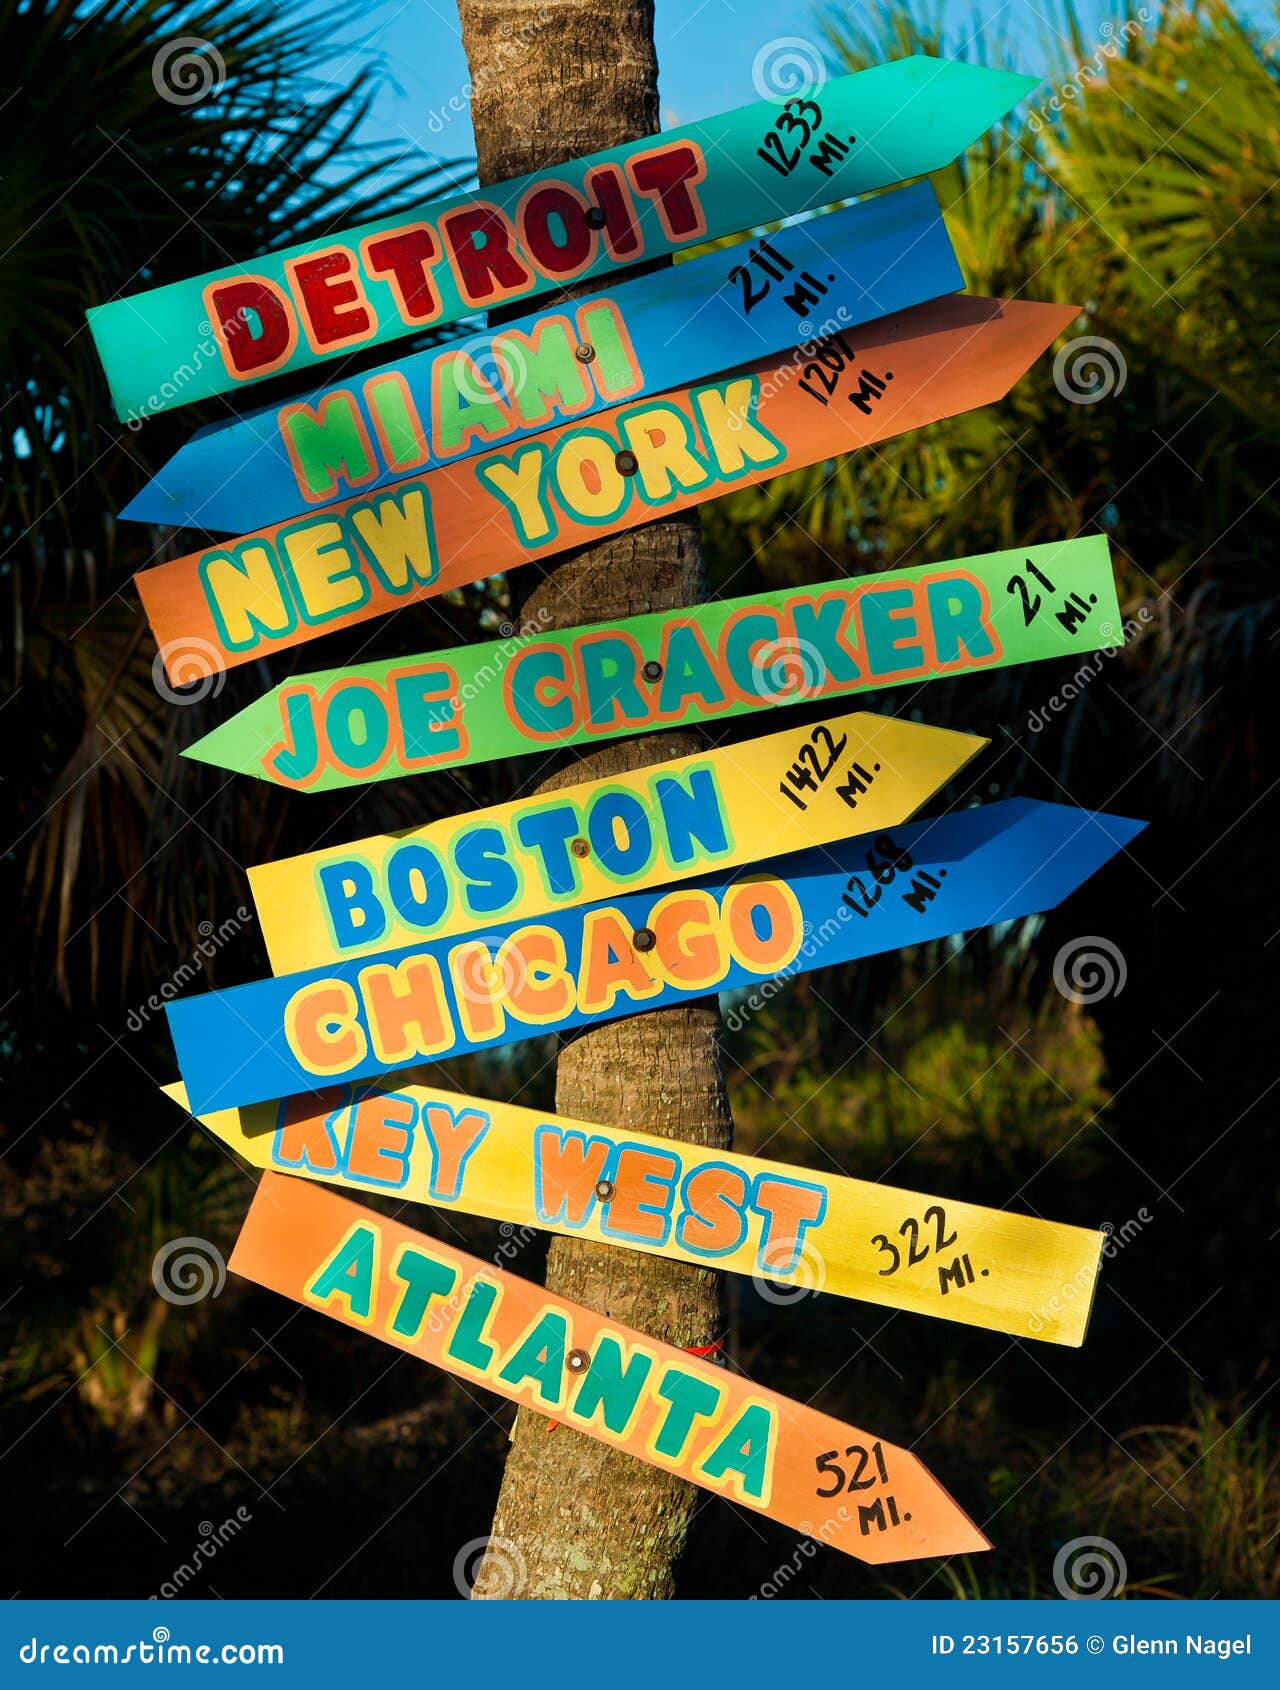 DETROIT 1233 MI.
MIAMI 211 MI.
NEW YORK 1207 MI.
JOE CRACKER 21 MI.
BOSTON 1422 MI.
CHICAGO 1268 MI.
KEY WEST 322 MI.
ATLANTA 521 MI.
dreamstime.com
ID 23157656 © Glenn Nagel